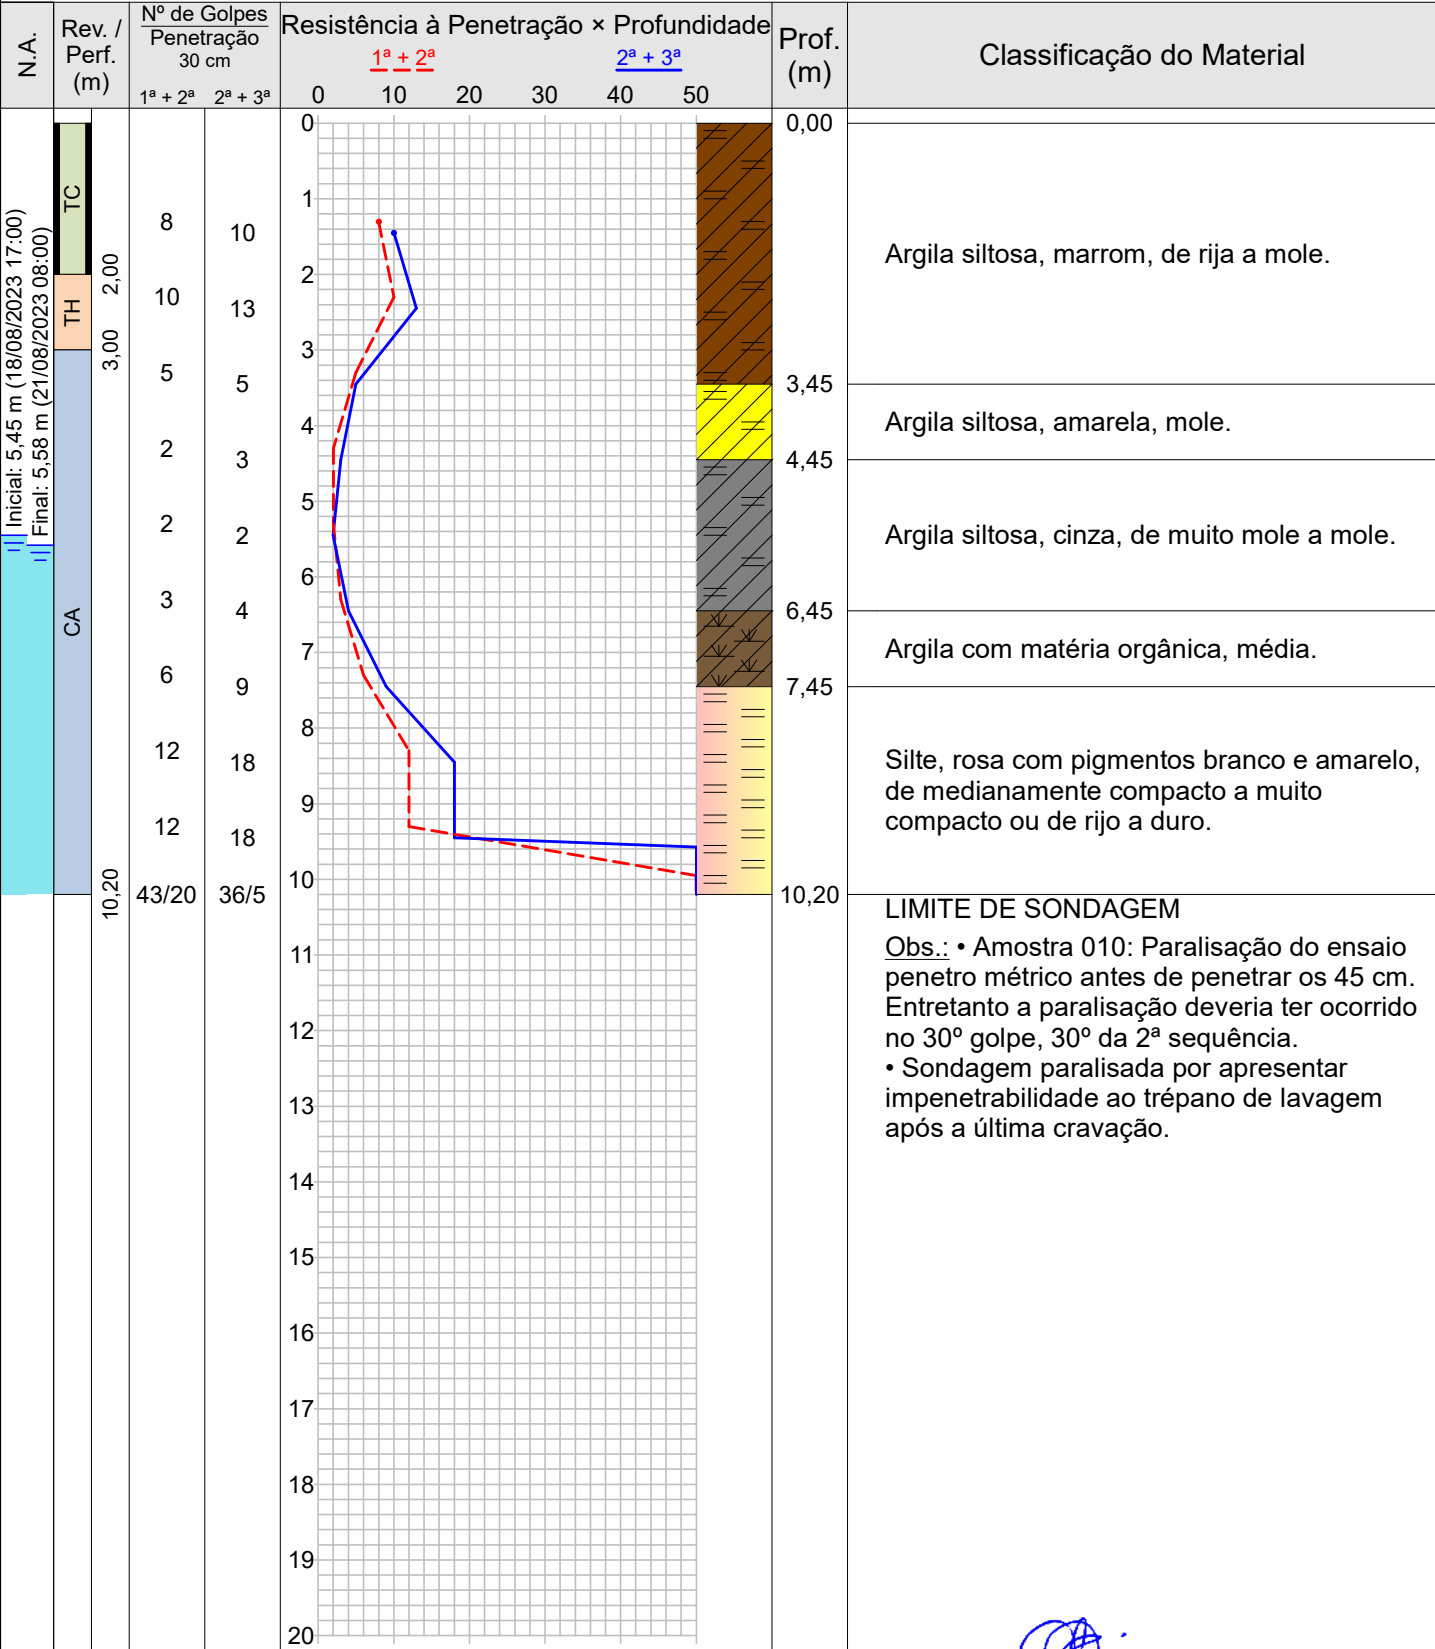 N.A.
Rev. /
Perf.
(m)
Nº de Golpes
Penetração
30 cm
1ª + 2ª 2ª + 3ª
Resistência à Penetração × Profundidade
1ª + 2ª 2ª + 3ª
0 10 20 30 40 50
Prof.
(m)
Classificação do Material
Inicial: 5,45 m (18/08/2023 17:00)
Final: 5,58 m (21/08/2023 08:00)
TC
2,00
TH
3,00
CA
10,20
8 10
10 13
5 5
2 3
2 2
3 4
6 9
12 18
12 18
43/20 36/5
0
1
2
3
4
5
6
7
8
9
10
11
12
13
14
15
16
17
18
19
20
0,00
Argila siltosa, marrom, de rija a mole.
3,45
Argila siltosa, amarela, mole.
4,45
Argila siltosa, cinza, de muito mole a mole.
6,45
Argila com matéria orgânica, média.
7,45
Silte, rosa com pigmentos branco e amarelo,
de medianamente compacto a muito
compacto ou de rijo a duro.
10,20
LIMITE DE SONDAGEM
Obs.: • Amostra 010: Paralisação do ensaio
penetro métrico antes de penetrar os 45 cm.
Entretanto a paralisação deveria ter ocorrido
no 30º golpe, 30º da 2ª sequência.
• Sondagem paralisada por apresentar
impenetrabilidade ao trépano de lavagem
após a última cravação.